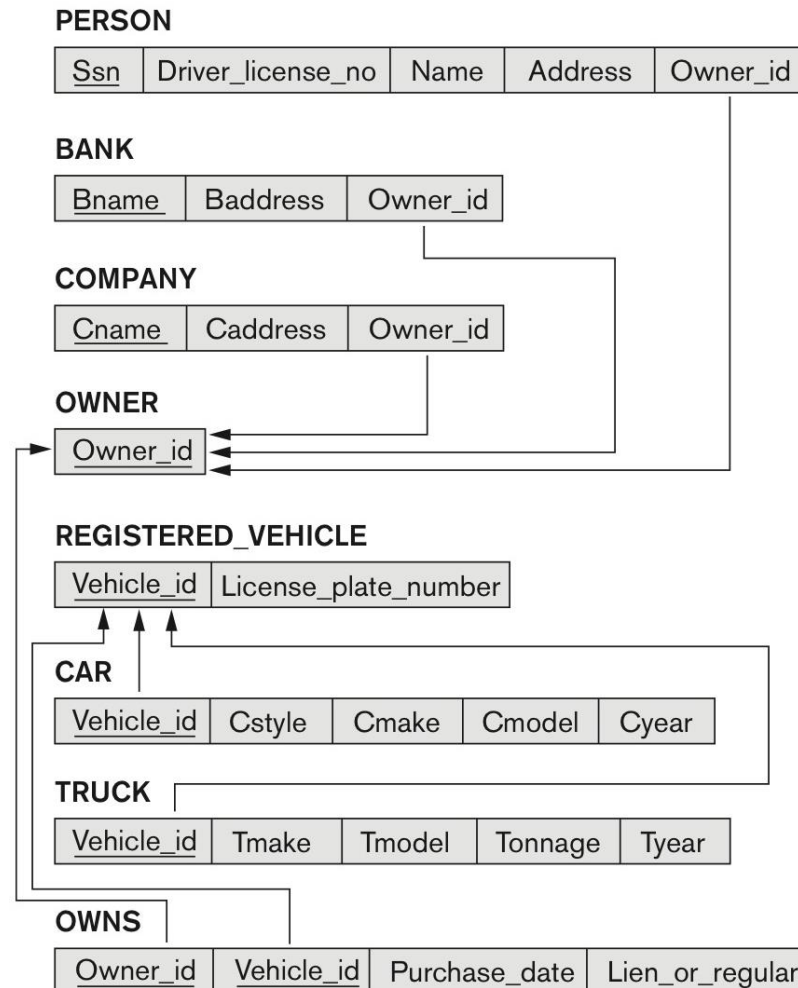 PERSON
Ssn Driver_license_no Name Address Owner_id
BANK
Bname Baddress Owner_id
COMPANY
Cname Caddress Owner_id
OWNER
Owner_id
REGISTERED_VEHICLE
Vehicle_id License_plate_number
CAR
Vehicle_id Cstyle Cmake Cmodel Cyear
TRUCK
Vehicle_id Tmake Tmodel Tonnage Tyear
OWNS
Owner_id Vehicle_id Purchase_date Lien_or_regular